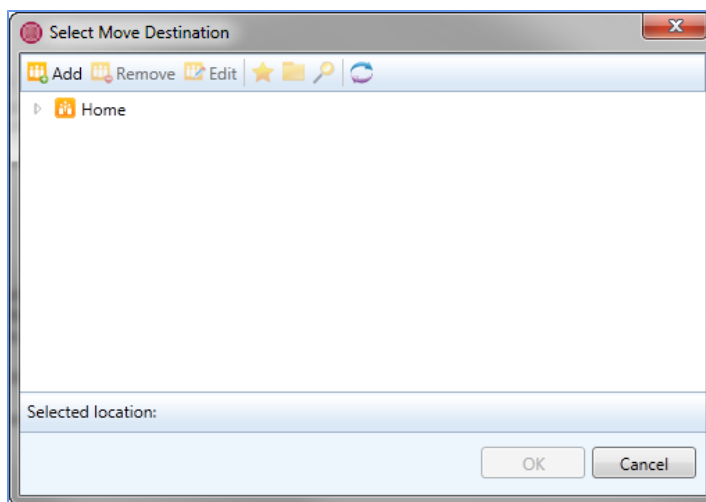 Select Move Destination
Add Remove Edit
Home
Selected location:
OK Cancel